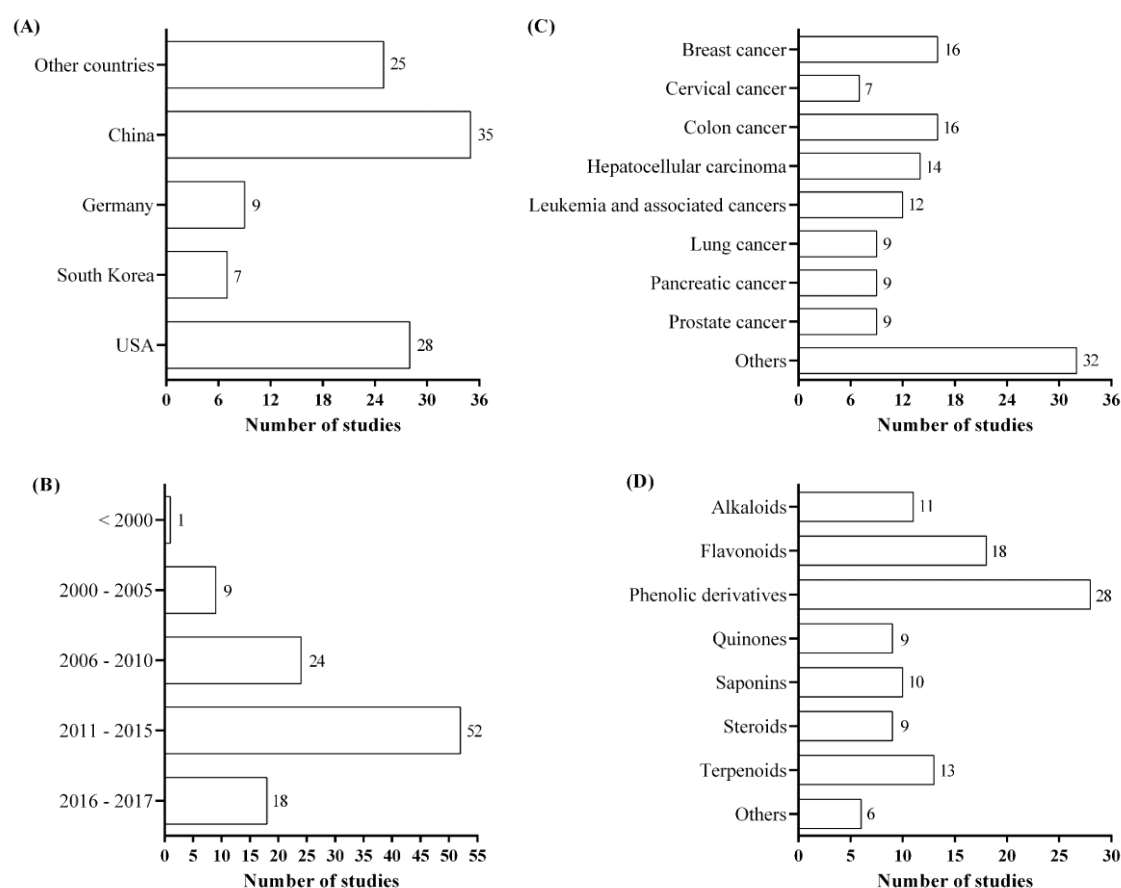 (A)
Other countries
25
China
35
Germany
9
South Korea
7
USA
28
0 6 12 18 24 30 36
Number of studies
(C)
Breast cancer
16
Cervical cancer
7
Colon cancer
16
Hepatocellular carcinoma
14
Leukemia and associated cancers
12
Lung cancer
9
Pancreatic cancer
9
Prostate cancer
9
Others
32
0 6 12 18 24 30 36
Number of studies
(B)
< 2000
1
2000 - 2005
9
2006 - 2010
24
2011 - 2015
52
2016 - 2017
18
0 5 10 15 20 25 30 35 40 45 50 55
Number of studies
(D)
Alkaloids
11
Flavonoids
18
Phenolic derivatives
28
Quinones
9
Saponins
10
Steroids
9
Terpenoids
13
Others
6
0 5 10 15 20 25 30
Number of studies